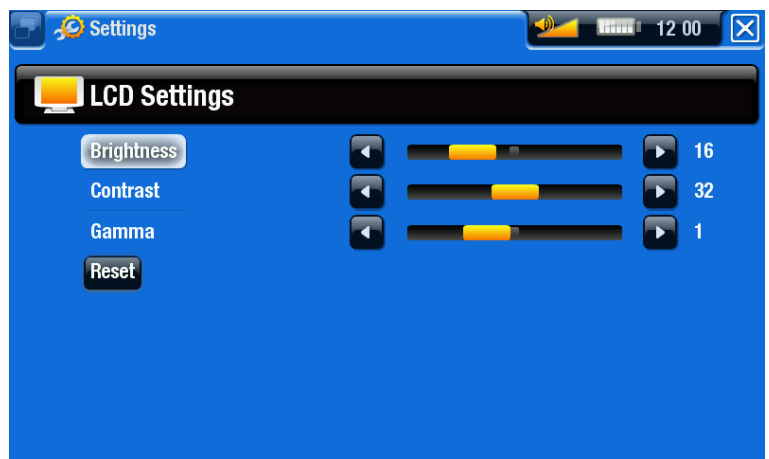 Settings 12 00
LCD Settings
Brightness 16
Contrast 32
Gamma 1
Reset